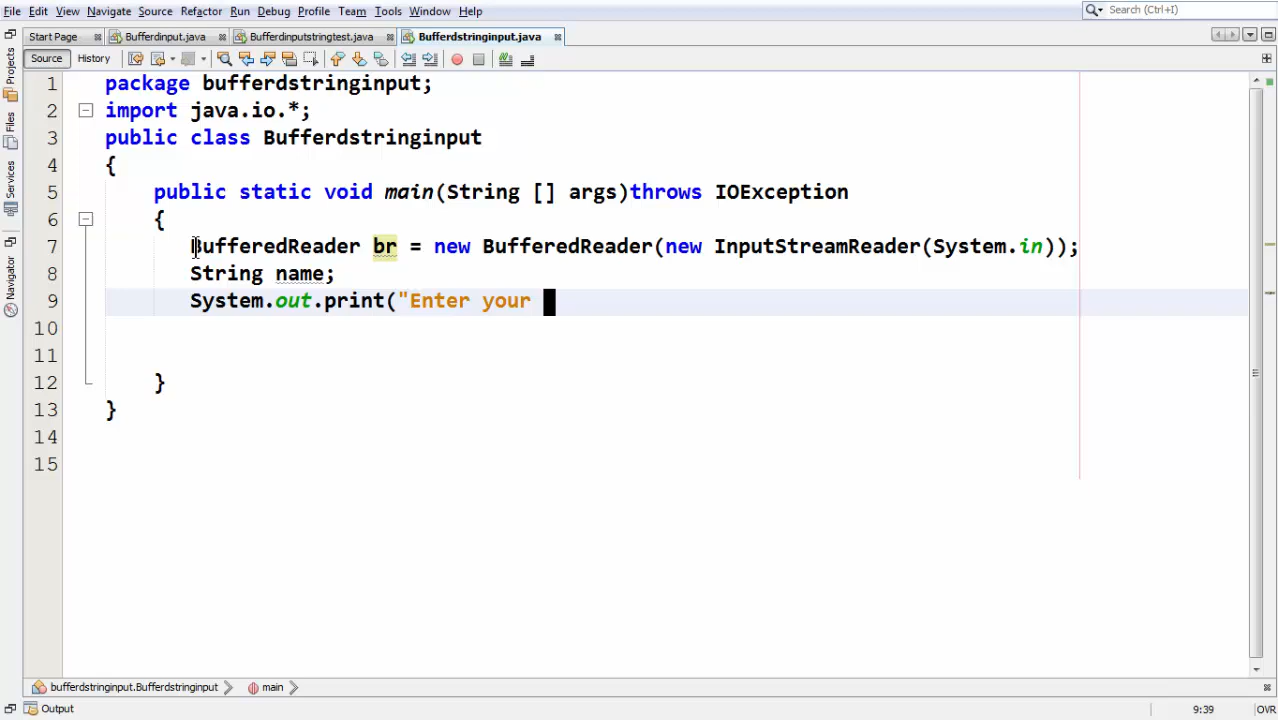 File Edit View Navigate Source Refactor Run Debug Profile Team Tools Window Help
Search (Ctrl+I)
Start Page Bufferdinput.java Bufferdinputstringtest.java Bufferdstringinput.java
Source History
Projects
Files
Services
Navigator
1 package bufferdstringinput;
2 import java.io.*;
3 public class Bufferdstringinput
4 {
5 public static void main(String [] args)throws IOException
6 {
7 BufferedReader br = new BufferedReader(new InputStreamReader(System.in));
8 String name;
9 System.out.print("Enter your
10
11
12 }
13 }
14
15
bufferdstringinput.Bufferdstringinput main
Output 9:39 OVR